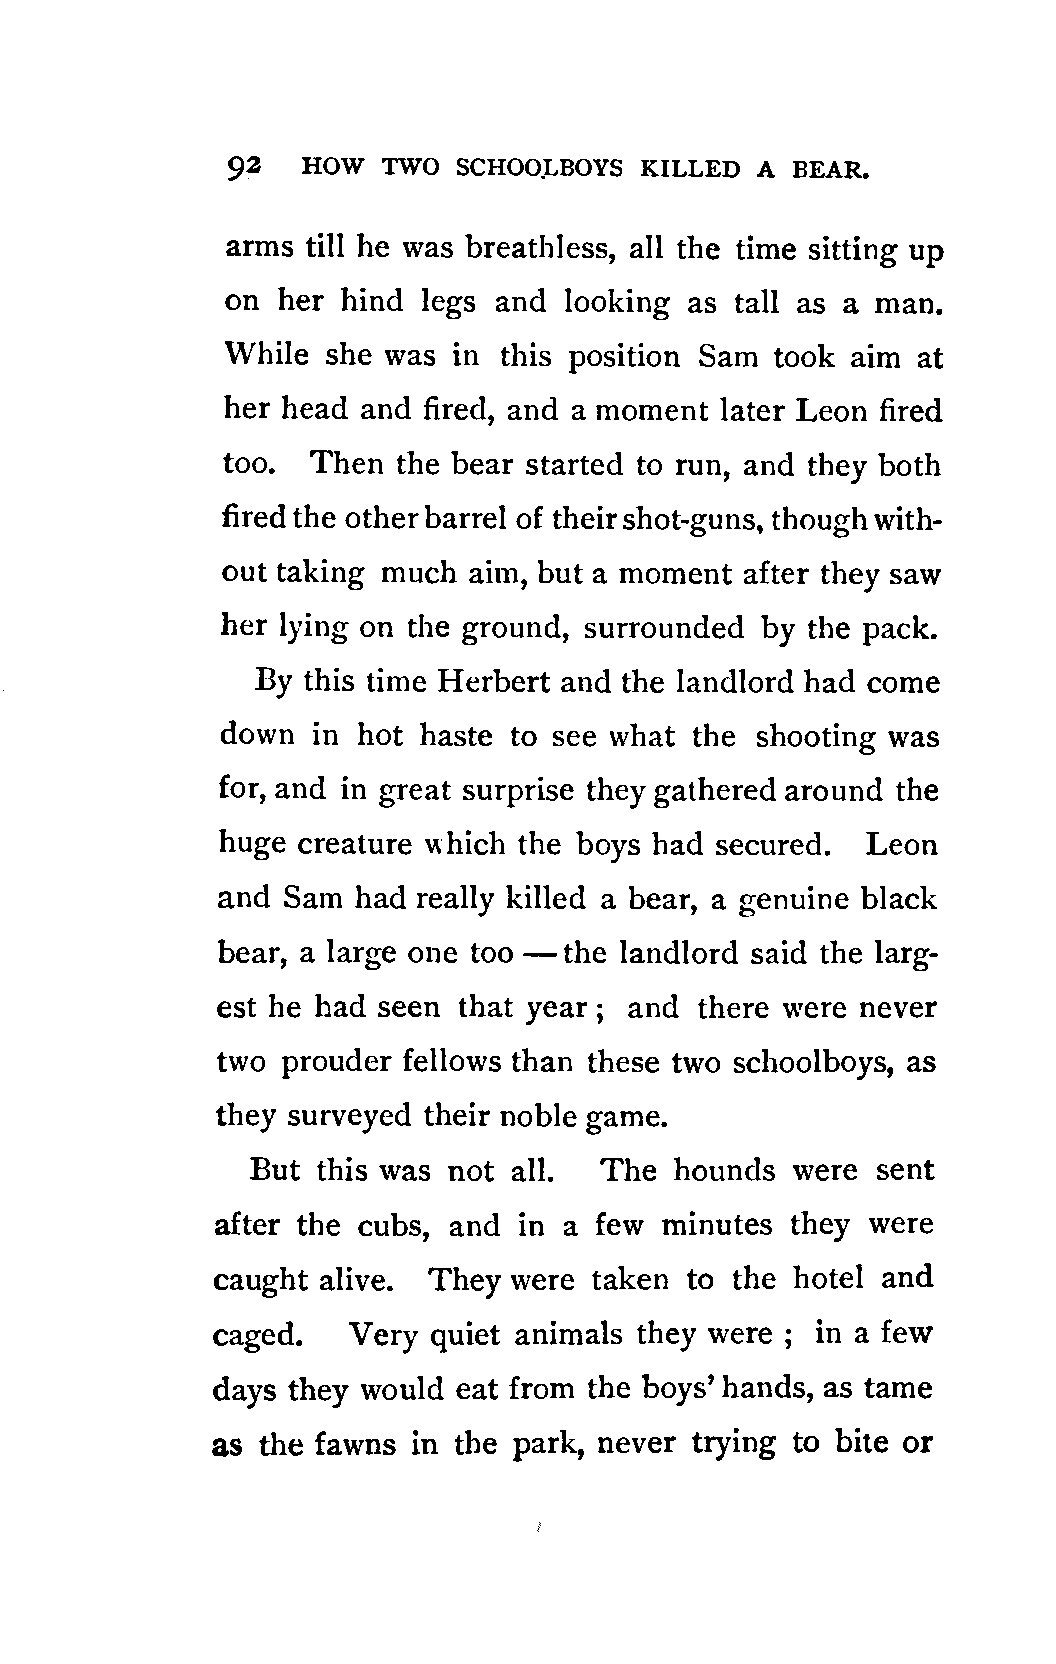 92 HOW TWO SCHOOLBOYS KILLED A BEAR.
arms till he was breathless, all the time sitting up
on her hind legs and looking as tall as a man.
While she was in this position Sam took aim at
her head and fired, and a moment later Leon fired
too. Then the bear started to run, and they both
fired the other barrel of their shot-guns, though with-
out taking much aim, but a moment after they saw
her lying on the ground, surrounded by the pack.
By this time Herbert and the landlord had come
down in hot haste to see what the shooting was
for, and in great surprise they gathered around the
huge creature which the boys had secured. Leon
and Sam had really killed a bear, a genuine black
bear, a large one too — the landlord said the larg-
est he had seen that year; and there were never
two prouder fellows than these two schoolboys, as
they surveyed their noble game.
But this was not all. The hounds were sent
after the cubs, and in a few minutes they were
caught alive. They were taken to the hotel and
caged. Very quiet animals they were; in a few
days they would eat from the boys' hands, as tame
as the fawns in the park, never trying to bite or